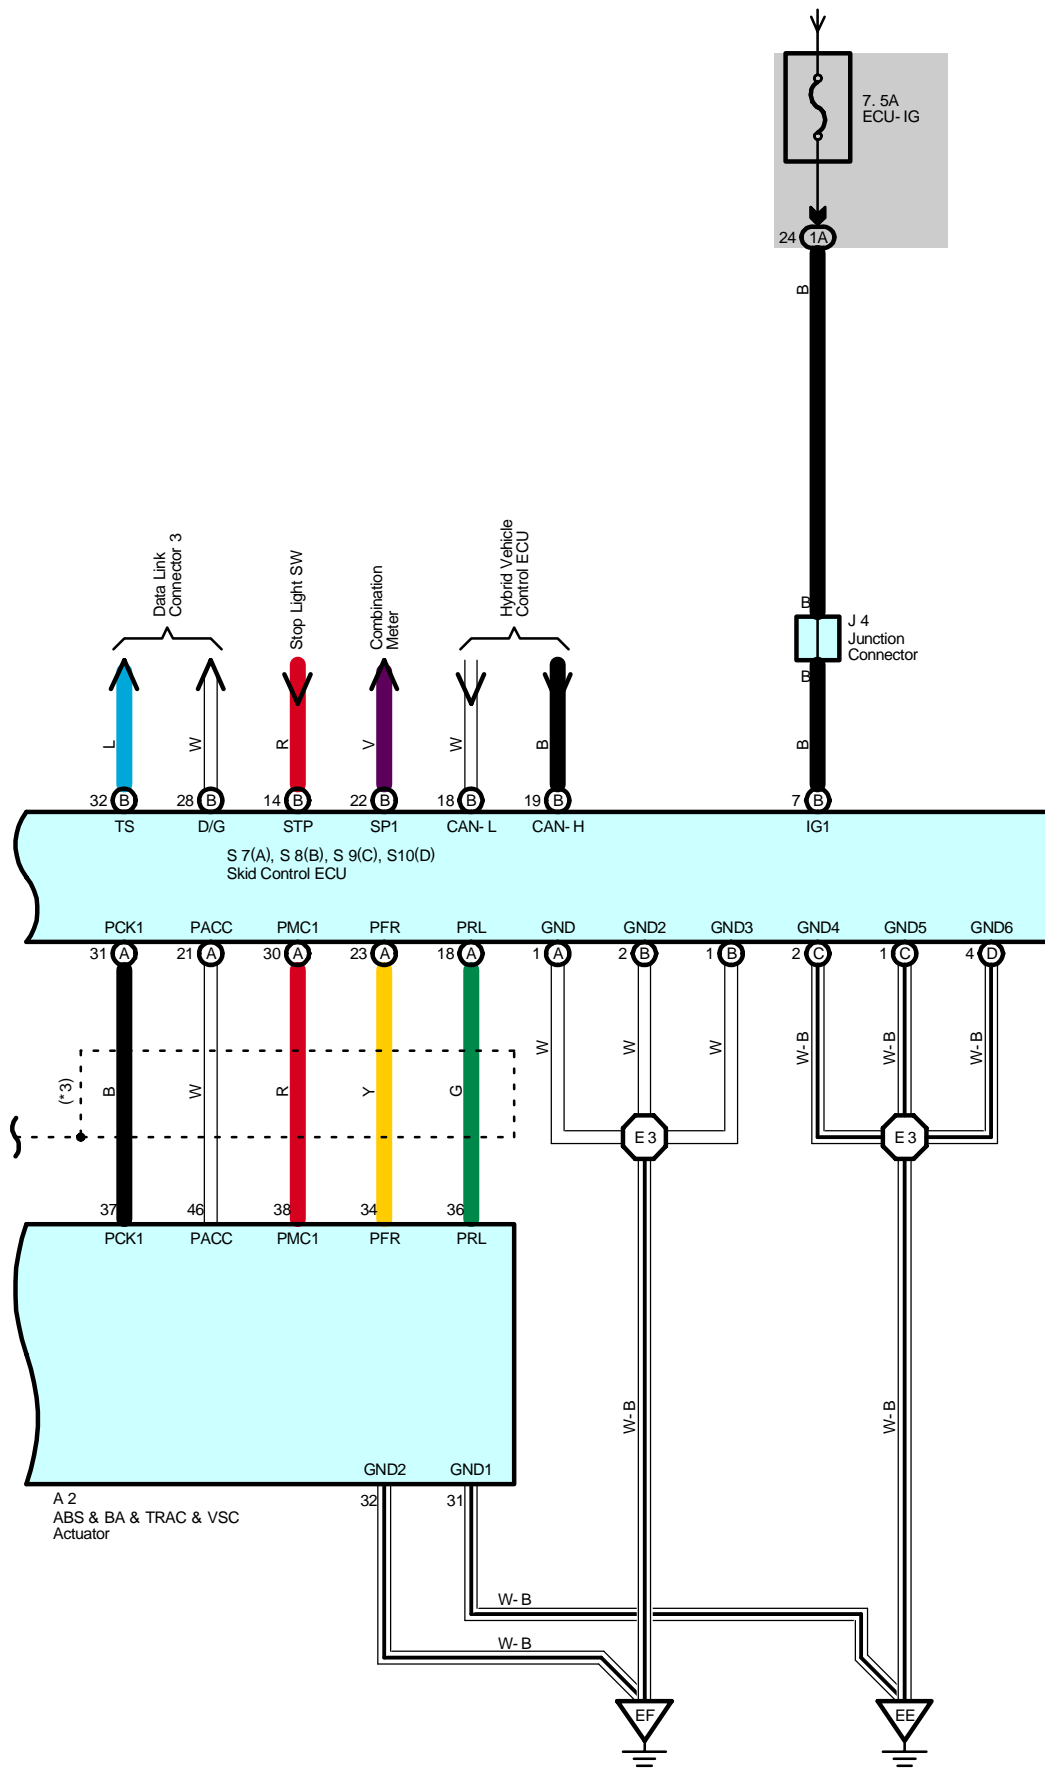 7. 5A
ECU- IG
24 1A
B
Data Link
Connector 3
Stop Light SW
Combination
Meter
Hybrid Vehicle
Control ECU
B
J 4
Junction
Connector
B
L W R V W B B
32 B 28 B 14 B 22 B 18 B 19 B 7 B
TS D/G STP SP1 CAN- L CAN- H IG1
S 7(A), S 8(B), S 9(C), S10(D)
Skid Control ECU
PCK1 PACC PMC1 PFR PRL GND GND2 GND3 GND4 GND5 GND6
31 A 21 A 30 A 23 A 18 A 1 A 2 B 1 B 2 C 1 C 4 D
W W W W- B W- B W- B
(*3) B W R Y G
E 3 E 3
37 46 38 34 36
PCK1 PACC PMC1 PFR PRL
W- B W- B
GND2 GND1
32 31
A 2
ABS & BA & TRAC & VSC
Actuator
W- B
W- B
EF EE